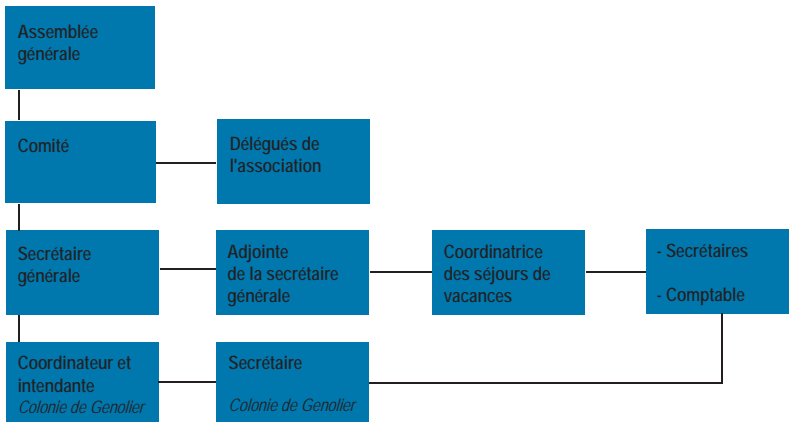 Assemblée
générale
Comité
Délégués de
l'association
Secrétaire
générale
Adjointe
de la secrétaire
générale
Coordinatrice
des séjours de
vacances
- Secrétaires
- Comptable
Coordinateur et
intendante
Colonie de Genolier
Secrétaire
Colonie de Genolier